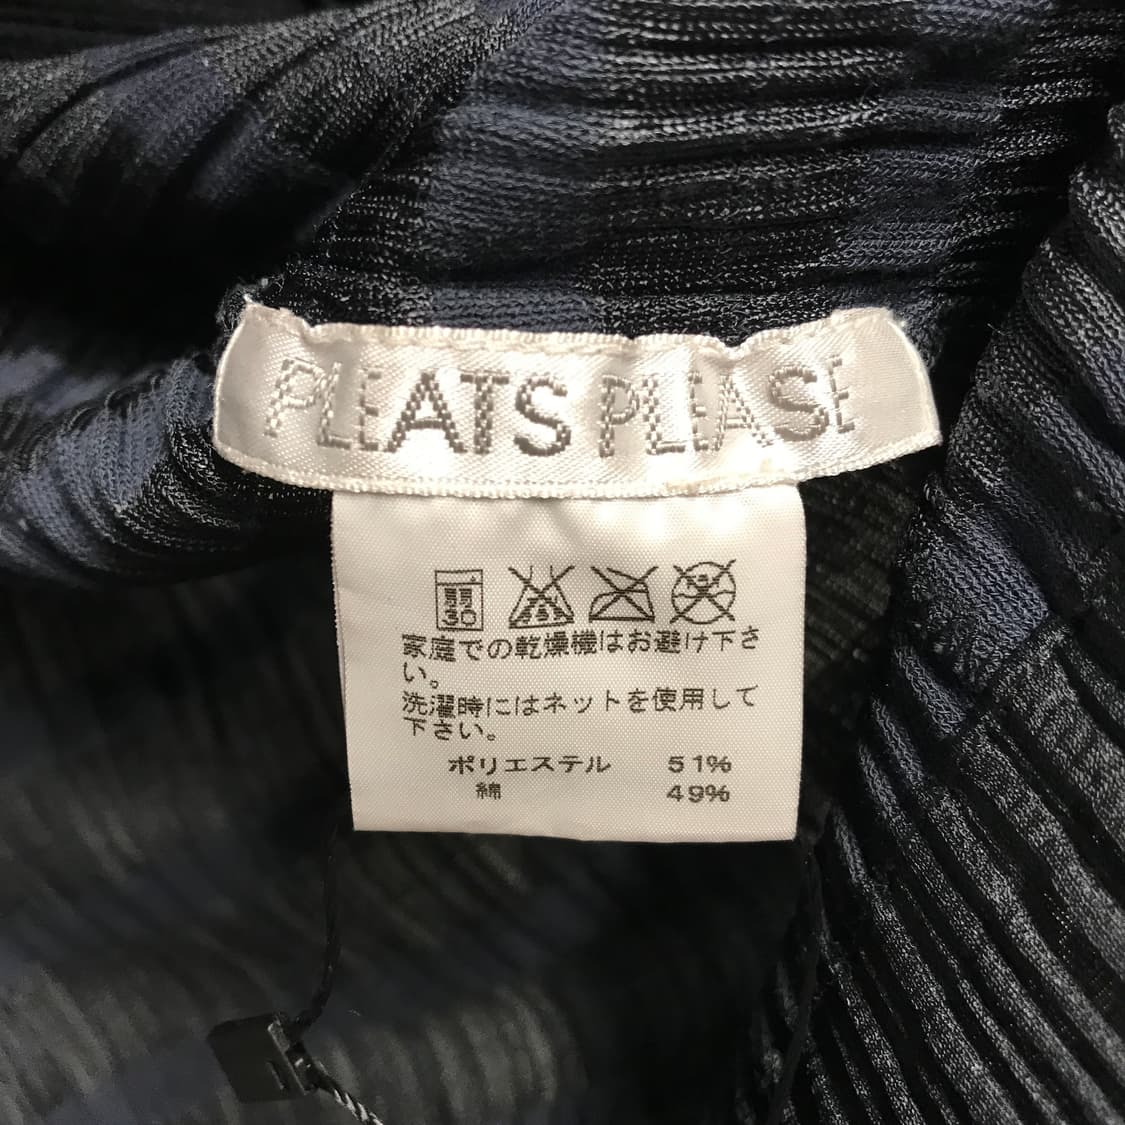 PLEATS PLEASE
弱
30
家庭での乾燥機はお避け下さ
い。
洗濯時にはネットを使用して
下さい。
ポリエステル 51%
綿 49%